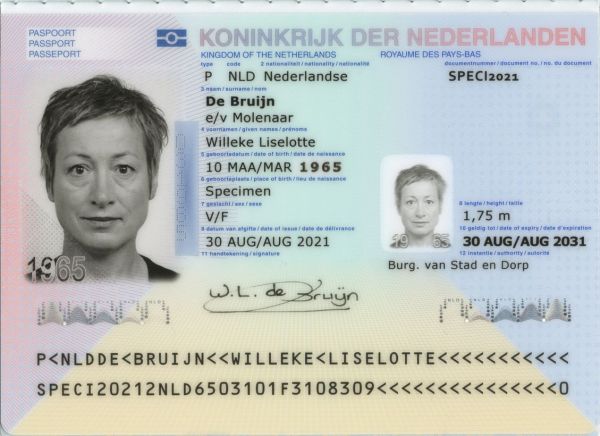 PASPOORT
PASSPORT
PASSEPORT
KONINKRIJK DER NEDERLANDEN
KINGDOM OF THE NETHERLANDS ROYAUME DES PAYS-BAS
type code 2 nationaliteit / nationality / nationalité documentnummer / document no. / no. du document
P NLD Nederlandse SPECI2021
3 naam / surname / nom
De Bruijn
e/v Molenaar
4 voornamen / given names / prénoms
Willeke Liselotte
5 geboortedatum / date of birth / date de naissance
10 MAA/MAR 1965
6 geboorteplaats / place of birth / lieu de naissance
Specimen
7 geslacht / sex / sexe 8 lengte / height / taille
V/F 1,75 m
9 datum van afgifte / date of issue / date de délivrance 10 geldig tot / date of expiry / date d'expiration
30 AUG/AUG 2021 30 AUG/AUG 2031
11 handtekening / signature 12 instantie / authority / autorité
Burg. van Stad en Dorp
1965
W.L. de Bruijn
P<NLDDE<BRUIJN<<WILLEKE<LISELOTTE<<<<<<<<<<<
SPECI20212NLD6503101F3108309<<<<<<<<<<<<<<<0